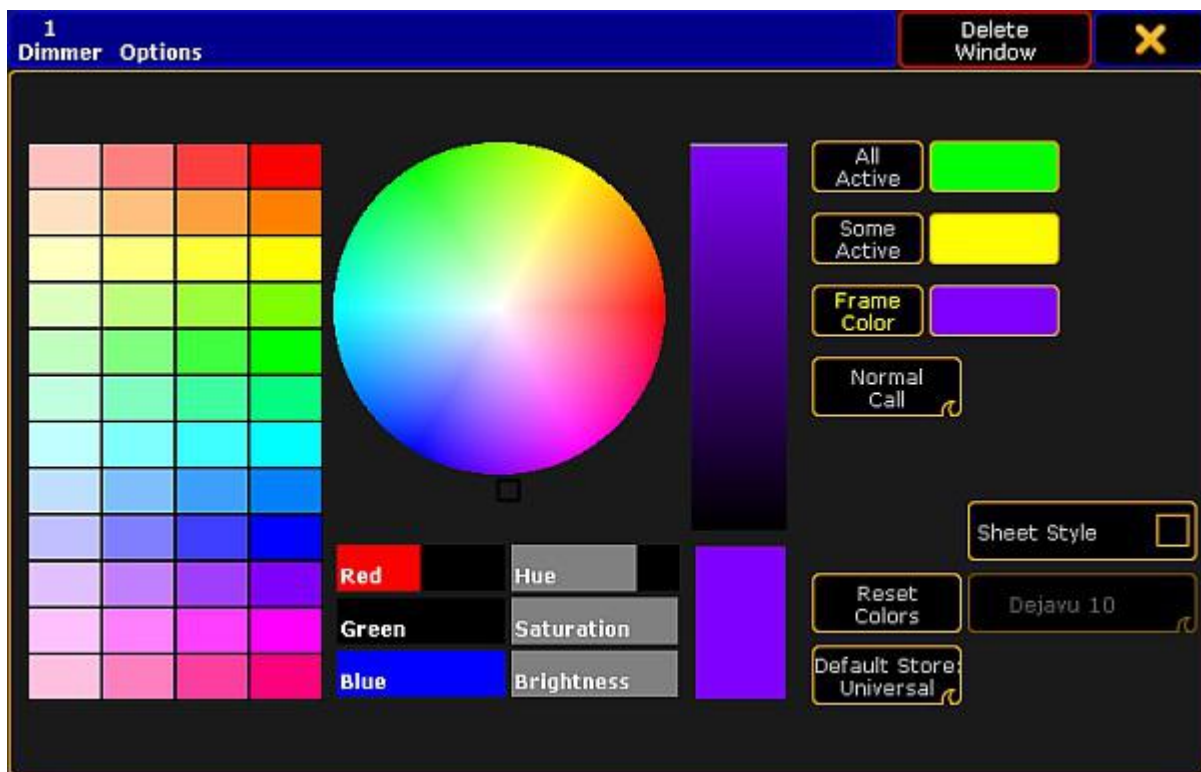 1
Dimmer Options
Delete
Window
All
Active
Some
Active
Frame
Color
Normal
Call
Sheet Style
Red
Hue
Reset
Colors
Dejavu 10
Green
Saturation
Blue
Brightness
Default Store:
Universal